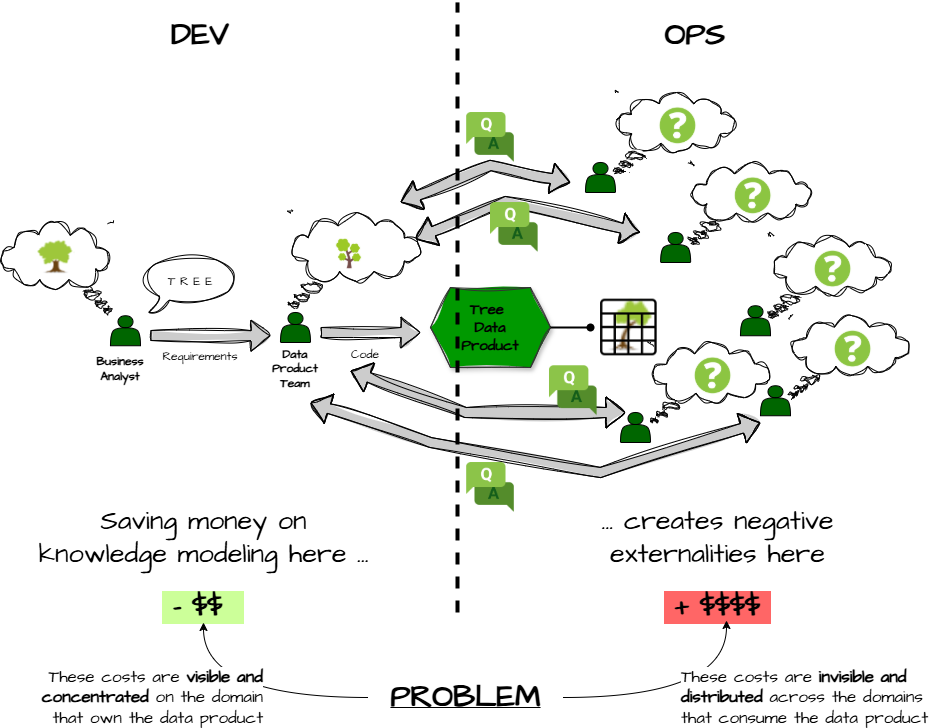 DEV
OPS
?
Q
A
?
Q
A
?
TREE
Tree
Data
Product
Requirements
Code
Business
Analyst
Data
Product
Team
?
?
Q
A
Q
A
Saving money on
knowledge modeling here ...
... creates negative
externalities here
- $$
+ $$$$
These costs are visible and
concentrated on the domain
that own the data product
PROBLEM
These costs are invisible and
distributed across the domains
that consume the data product